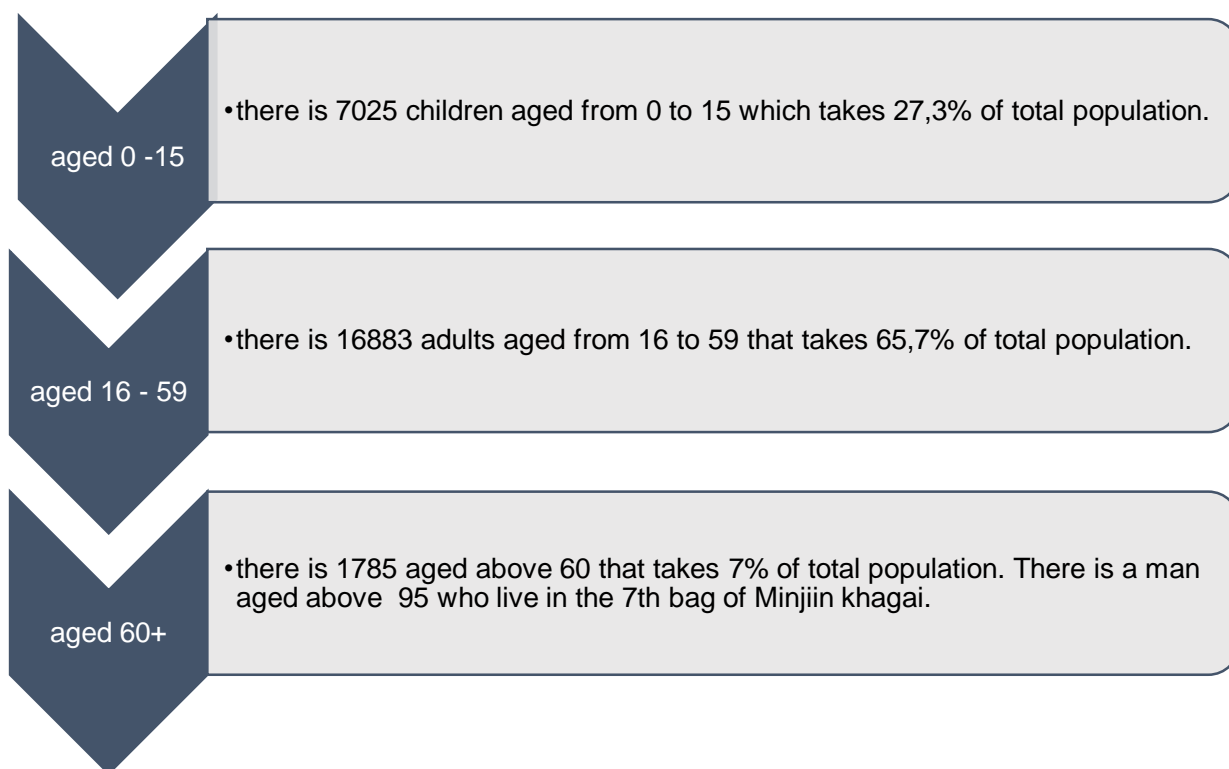 aged 0 -15
•there is 7025 children aged from 0 to 15 which takes 27,3% of total population.
aged 16 - 59
•there is 16883 adults aged from 16 to 59 that takes 65,7% of total population.
aged 60+
•there is 1785 aged above 60 that takes 7% of total population. There is a man
aged above  95 who live in the 7th bag of Minjiin khagai.